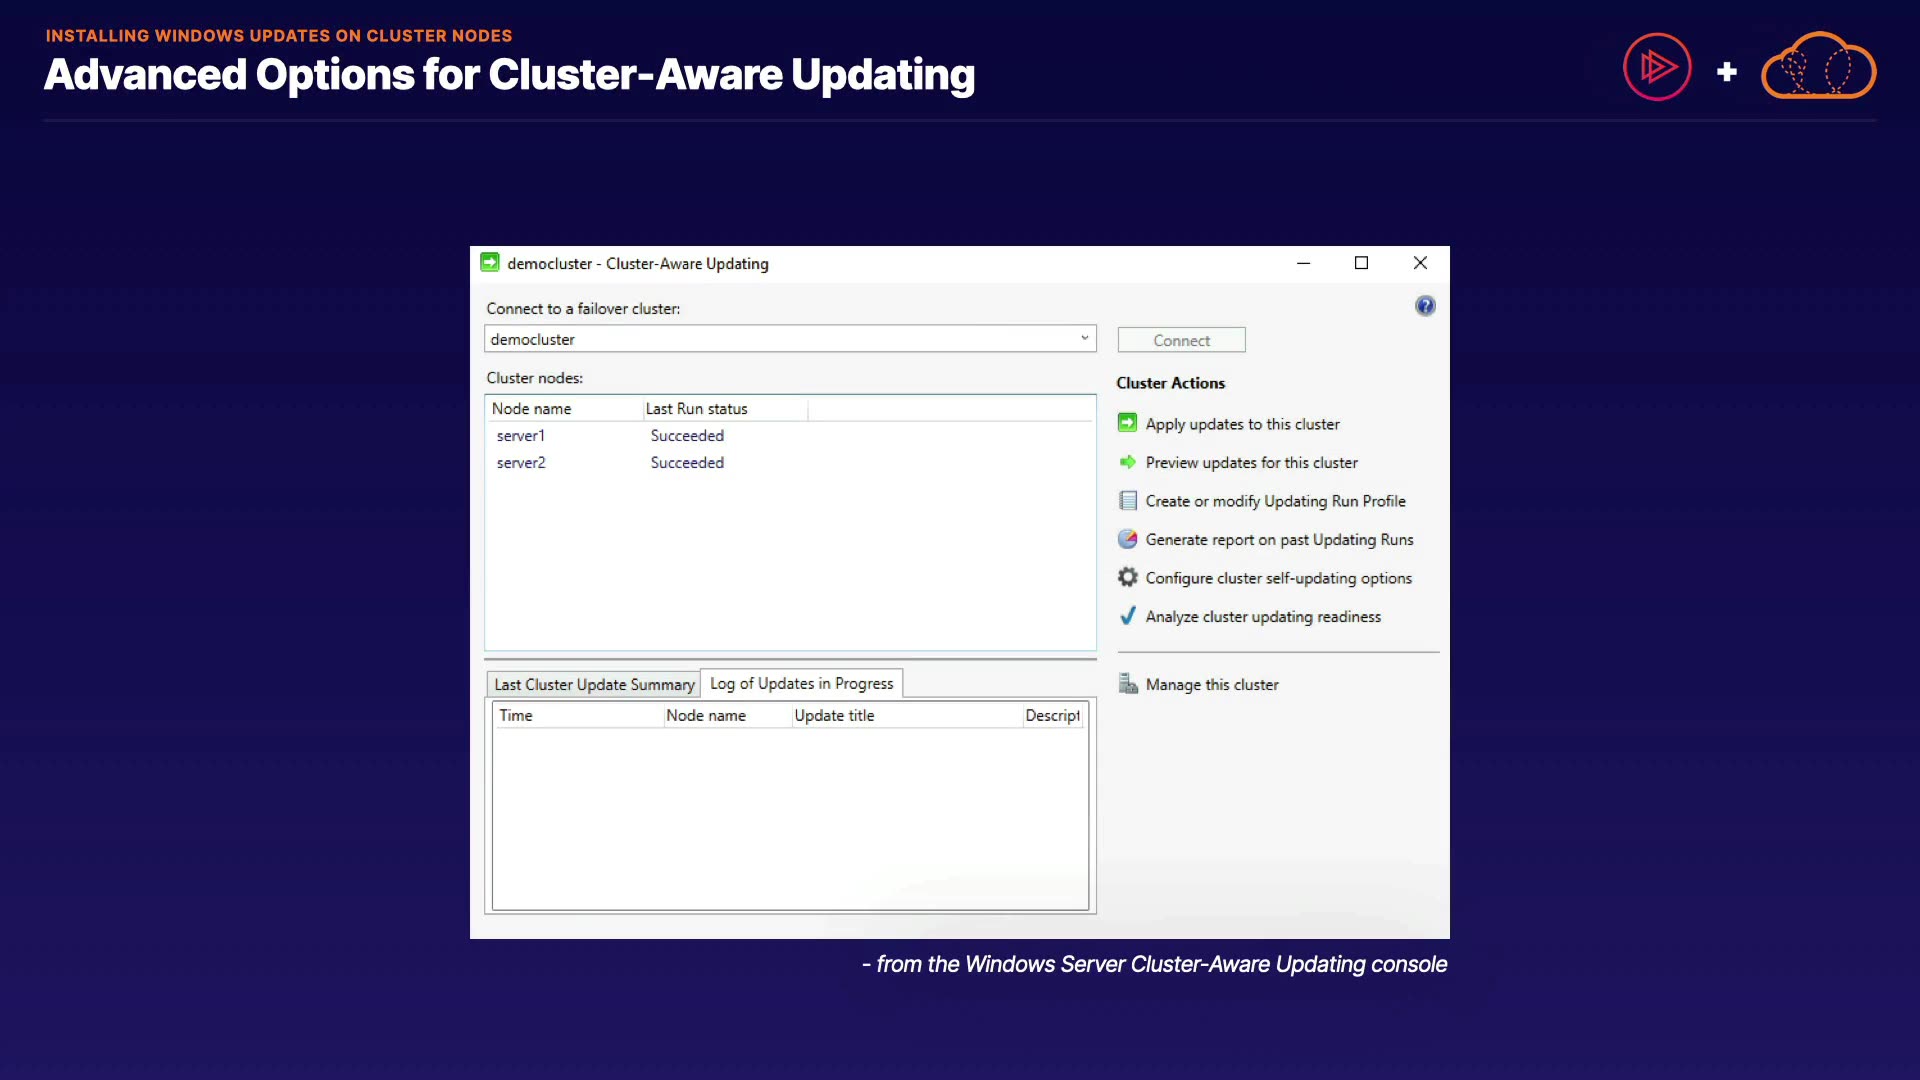 INSTALLING WINDOWS UPDATES ON CLUSTER NODES
Advanced Options for Cluster-Aware Updating
democluster - Cluster-Aware Updating
Connect to a failover cluster:
democluster
Connect
Cluster nodes:
Node name Last Run status
server1 Succeeded
server2 Succeeded
Cluster Actions
Apply updates to this cluster
Preview updates for this cluster
Create or modify Updating Run Profile
Generate report on past Updating Runs
Configure cluster self-updating options
Analyze cluster updating readiness
Manage this cluster
Last Cluster Update Summary Log of Updates in Progress
Time Node name Update title Descript
- from the Windows Server Cluster-Aware Updating console